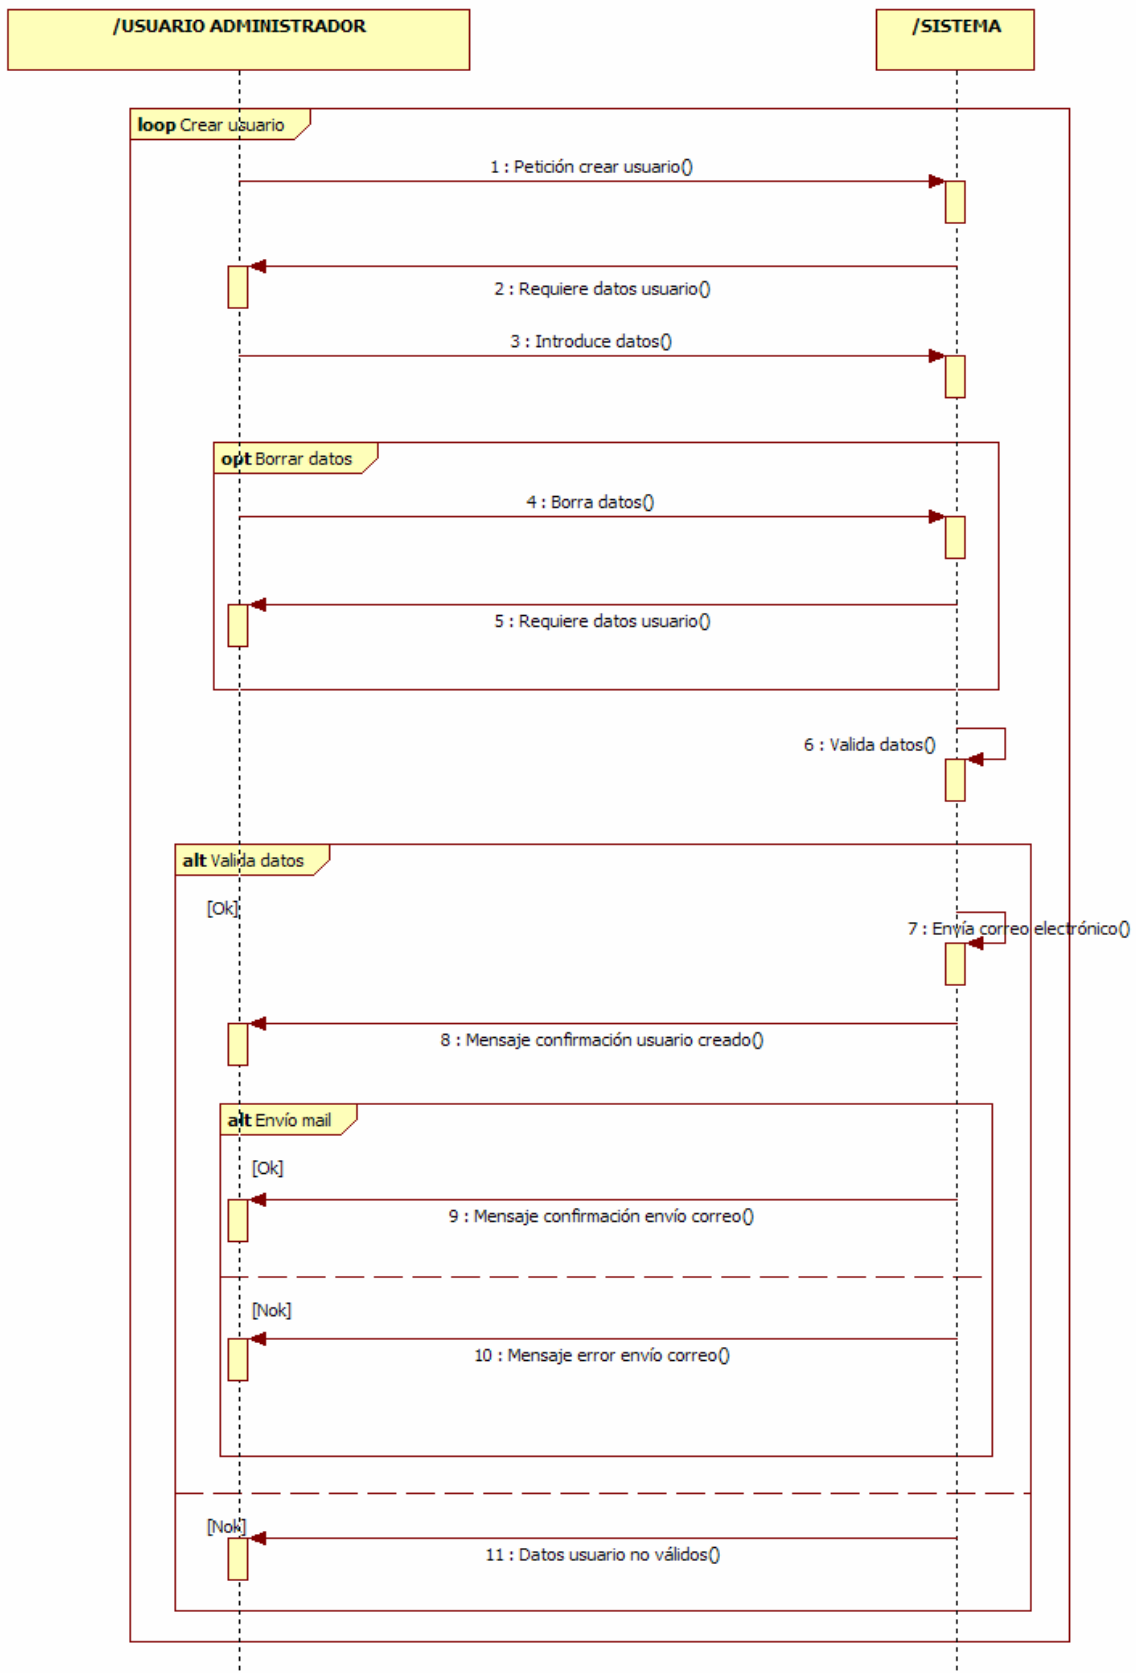 /USUARIO ADMINISTRADOR
/SISTEMA
loop Crear usuario
1 : Petición crear usuario()
2 : Requiere datos usuario()
3 : Introduce datos()
opt Borrar datos
4 : Borra datos()
5 : Requiere datos usuario()
6 : Valida datos()
alt Valida datos
[Ok]
7 : Envía correo electrónico()
8 : Mensaje confirmación usuario creado()
alt Envío mail
[Ok]
9 : Mensaje confirmación envío correo()
[Nok]
10 : Mensaje error envío correo()
[Nok]
11 : Datos usuario no válidos()